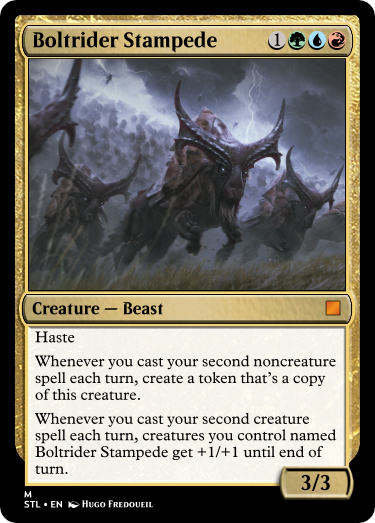 Boltrider Stampede 1
Creature — Beast
Haste
Whenever you cast your second noncreature
spell each turn, create a token that's a copy
of this creature.
Whenever you cast your second creature
spell each turn, creatures you control named
Boltrider Stampede get +1/+1 until end of
turn.
3/3
M
STL • EN Hugo Fredoueil